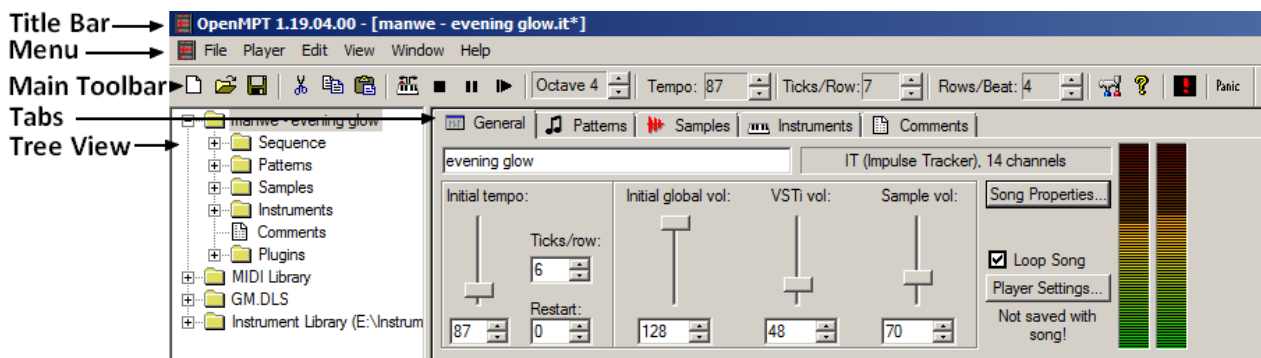 Title Bar
OpenMPT 1.19.04.00 - [manwe - evening glow.it*]
Menu
File Player Edit View Window Help
Main Toolbar
Octave 4 Tempo: 87 Ticks/Row: 7 Rows/Beat: 4 Panic
Tabs
manwe - evening glow
General Patterns Samples Instruments Comments
Tree View
Sequence
Patterns
Samples
Instruments
Comments
Plugins
MIDI Library
GM.DLS
Instrument Library (E:\Instrum
evening glow
IT (Impulse Tracker), 14 channels
Initial tempo: Initial global vol: VSTi vol: Sample vol: Song Properties...
Ticks/row:
6
Loop Song
Player Settings...
Restart:
87 0 128 48 70
Not saved with
song!